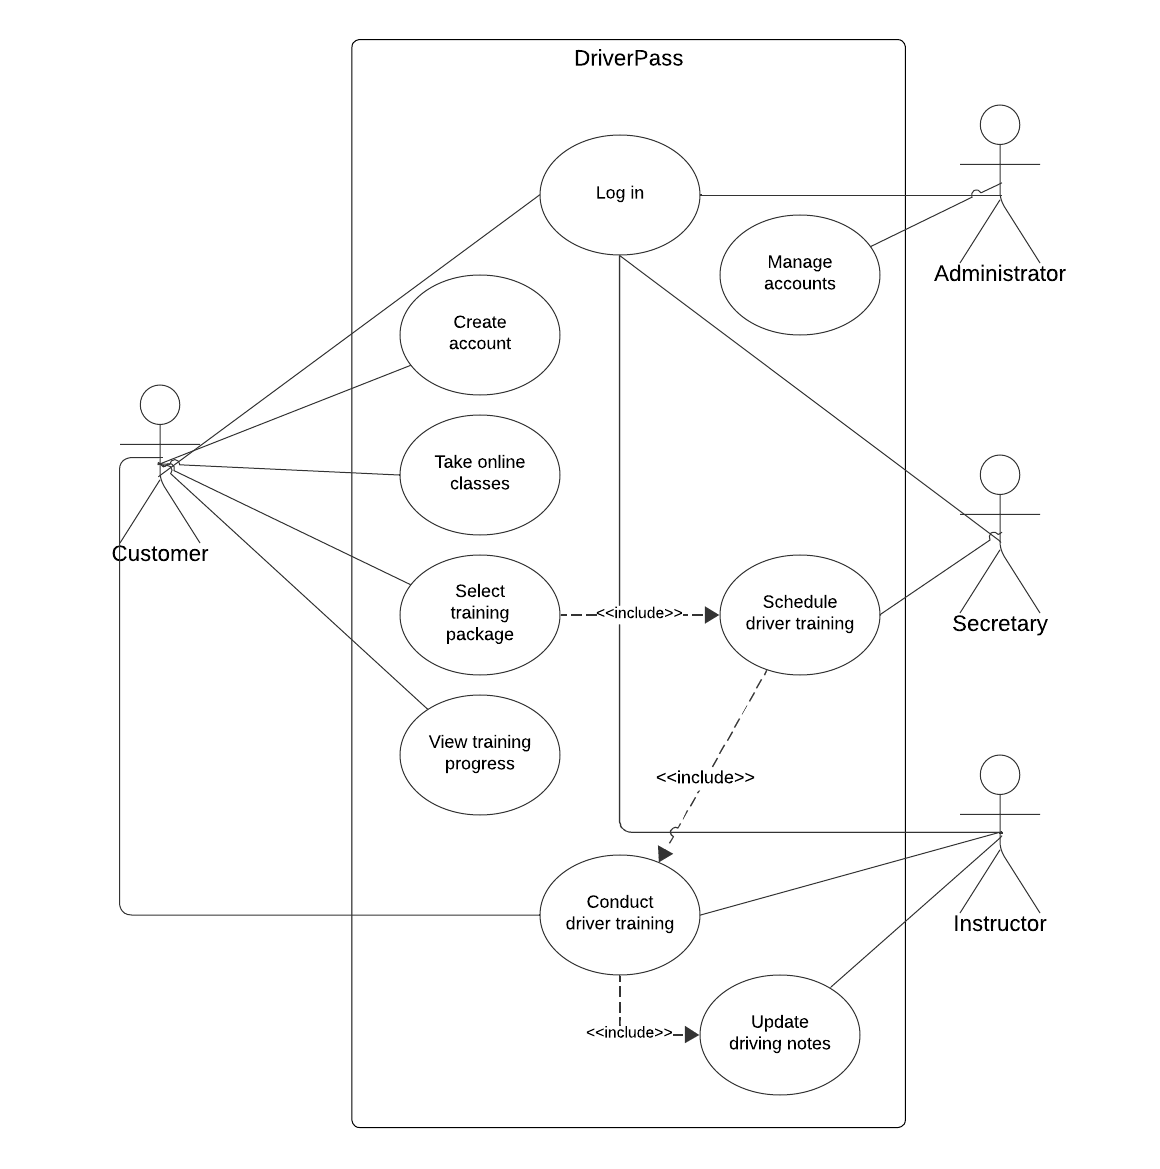 DriverPass
Log in
Manage
accounts
Administrator
Create
account
Take online
classes
Customer
Select
training
package
<<include>>
Schedule
driver training
Secretary
View training
progress
<<include>>
Conduct
driver training
Instructor
<<include>>
Update
driving notes